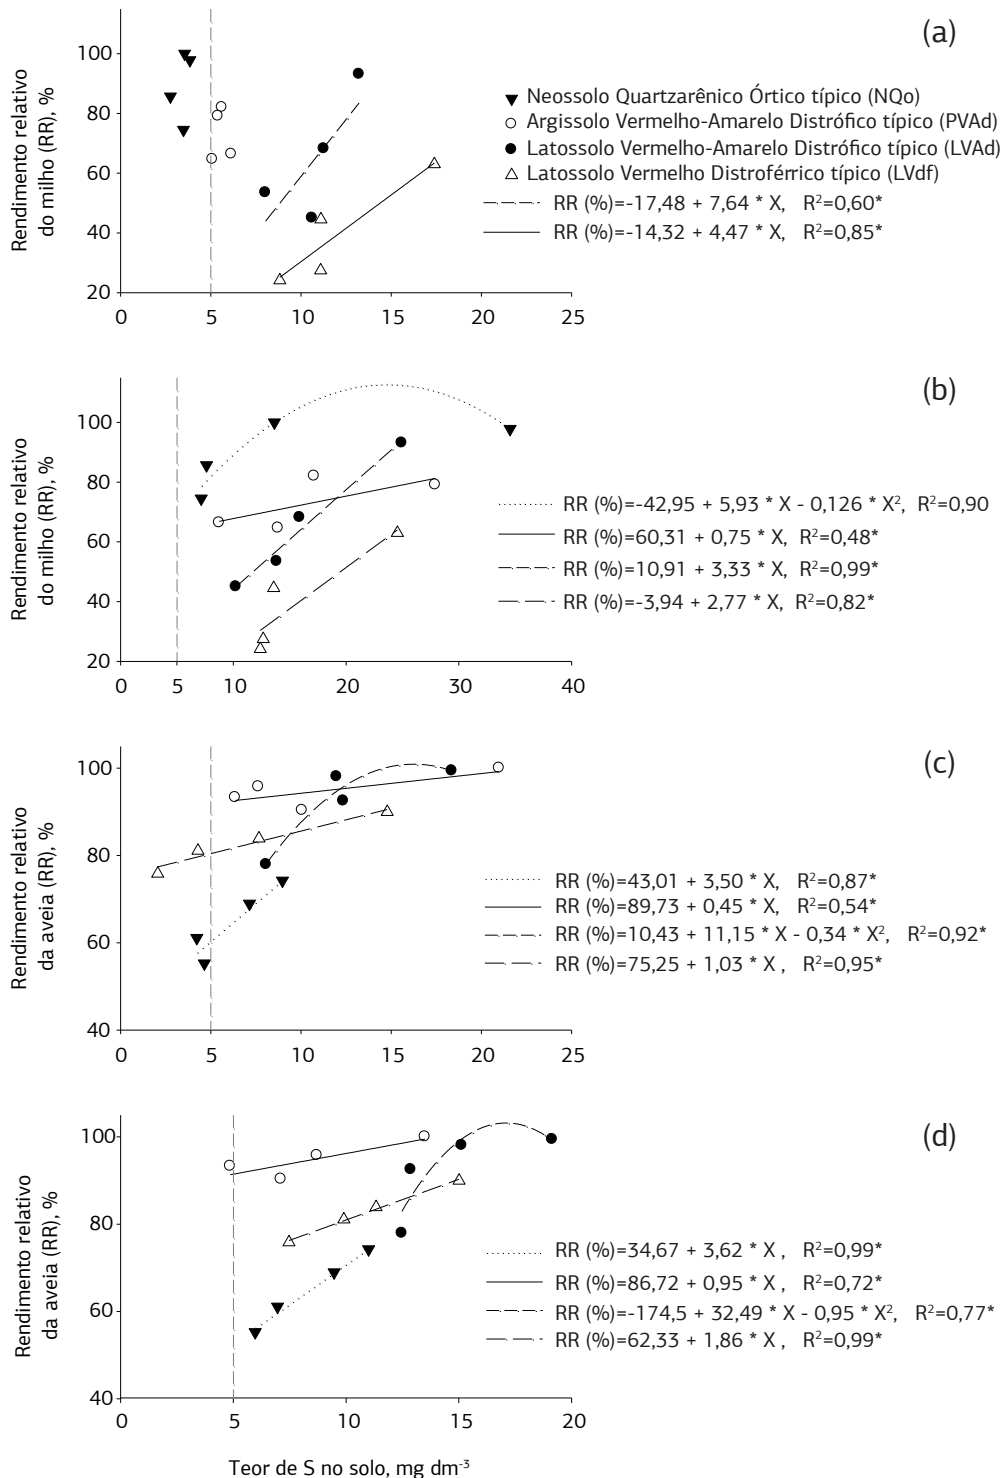 (a)
Rendimento relativo
do milho (RR), %
100
80
60
40
20
0 5 10 15 20 25
Neossolo Quartzarênico Órtico típico (NQo)
Argissolo Vermelho-Amarelo Distrófico típico (PVAd)
Latossolo Vermelho-Amarelo Distrófico típico (LVAd)
Latossolo Vermelho Distroférrico típico (LVdf)
RR (%)=-17,48 + 7,64 * X, R²=0,60*
RR (%)=-14,32 + 4,47 * X, R²=0,85*
(b)
Rendimento relativo
do milho (RR), %
100
80
60
40
20
0 5 10 20 30 40
RR (%)=-42,95 + 5,93 * X - 0,126 * X², R²=0,90
RR (%)=60,31 + 0,75 * X, R²=0,48*
RR (%)=10,91 + 3,33 * X, R²=0,99*
RR (%)=-3,94 + 2,77 * X, R²=0,82*
(c)
Rendimento relativo
da aveia (RR), %
100
80
60
40
0 5 10 15 20 25
RR (%)=43,01 + 3,50 * X, R²=0,87*
RR (%)=89,73 + 0,45 * X, R²=0,54*
RR (%)=10,43 + 11,15 * X - 0,34 * X², R²=0,92*
RR (%)=75,25 + 1,03 * X , R²=0,95*
(d)
Rendimento relativo
da aveia (RR), %
100
80
60
40
0 5 10 15 20
RR (%)=34,67 + 3,62 * X , R²=0,99*
RR (%)=86,72 + 0,95 * X , R²=0,72*
RR (%)=-174,5 + 32,49 * X - 0,95 * X², R²=0,77*
RR (%)=62,33 + 1,86 * X , R²=0,99*
Teor de S no solo, mg dm⁻³